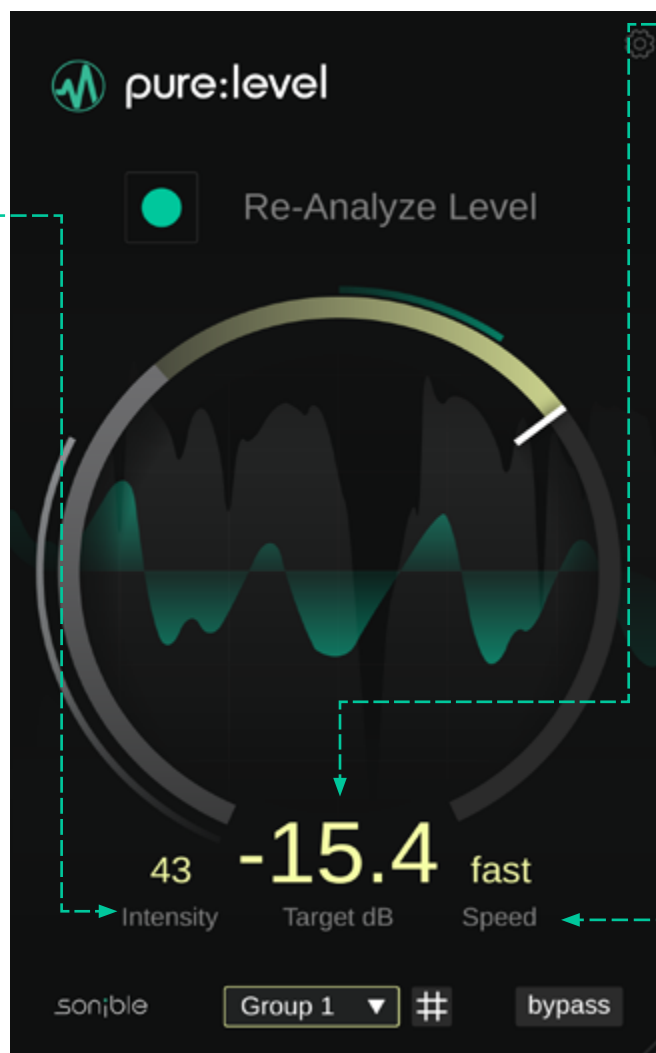 pure:level
Re-Analyze Level
43 -15.4 fast
Intensity Target dB Speed
sonible Group 1 bypass